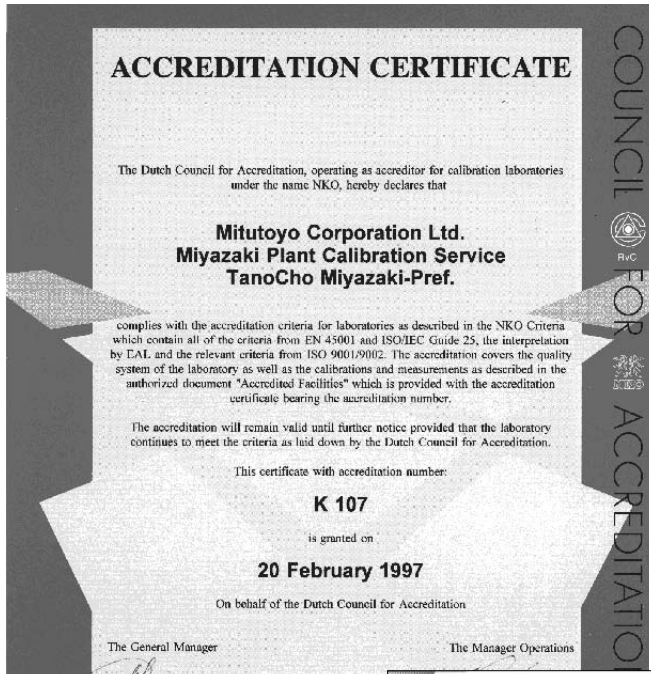 ACCREDITATION CERTIFICATE
The Dutch Council for Accreditation, operating as accreditor for calibration laboratories
under the name NKO, hereby declares that
Mitutoyo Corporation Ltd.
Miyazaki Plant Calibration Service
TanoCho Miyazaki-Pref.
complies with the accreditation criteria for laboratories as described in the NKO Criteria
which contain all of the criteria from EN 45001 and ISO/IEC Guide 25, the interpretation
by EAL and the relevant criteria from ISO 9001/9002. The accreditation covers the quality
system of the laboratory as well as the calibrations and measurements as described in the
authorized document "Accredited Facilities" which is provided with the accreditation
certificate bearing the accreditation number.
The accreditation will remain valid until further notice provided that the laboratory
continues to meet the criteria as laid down by the Dutch Council for Accreditation.
This certificate with accreditation number:
K 107
is granted on
20 February 1997
On behalf of the Dutch Council for Accreditation
The General Manager
The Manager Operations
COUNCIL FOR ACCREDITATIO
RvC
NKO